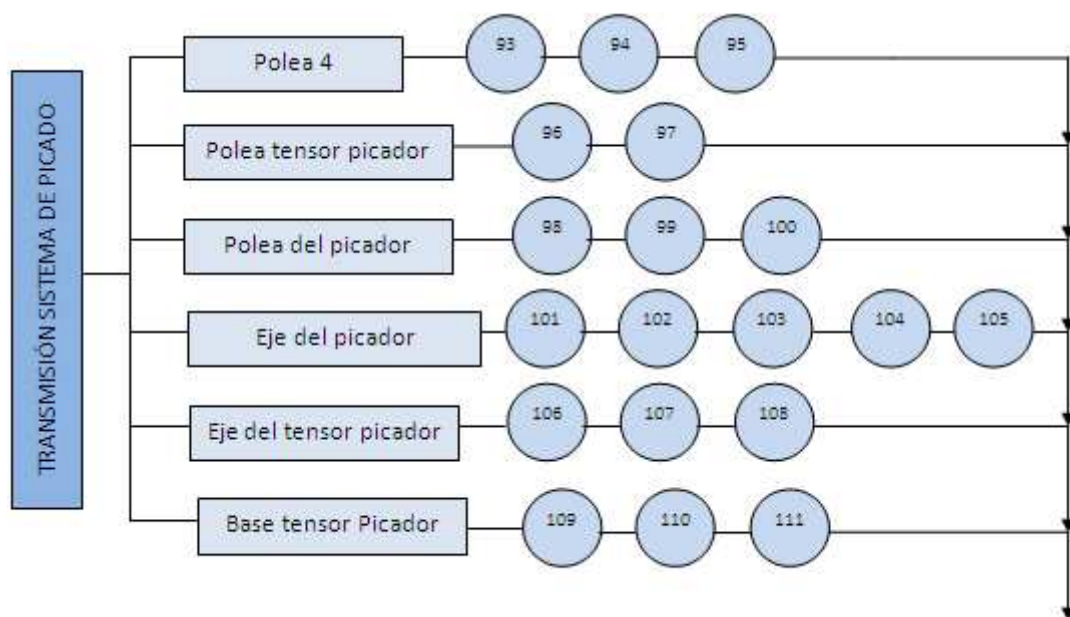 TRANSMISIÓN SISTEMA DE PICADO
Polea 4
93 94 95
Polea tensor picador
96 97
Polea del picador
98 99 100
Eje del picador
101 102 103 104 105
Eje del tensor picador
106 107 108
Base tensor Picador
109 110 111